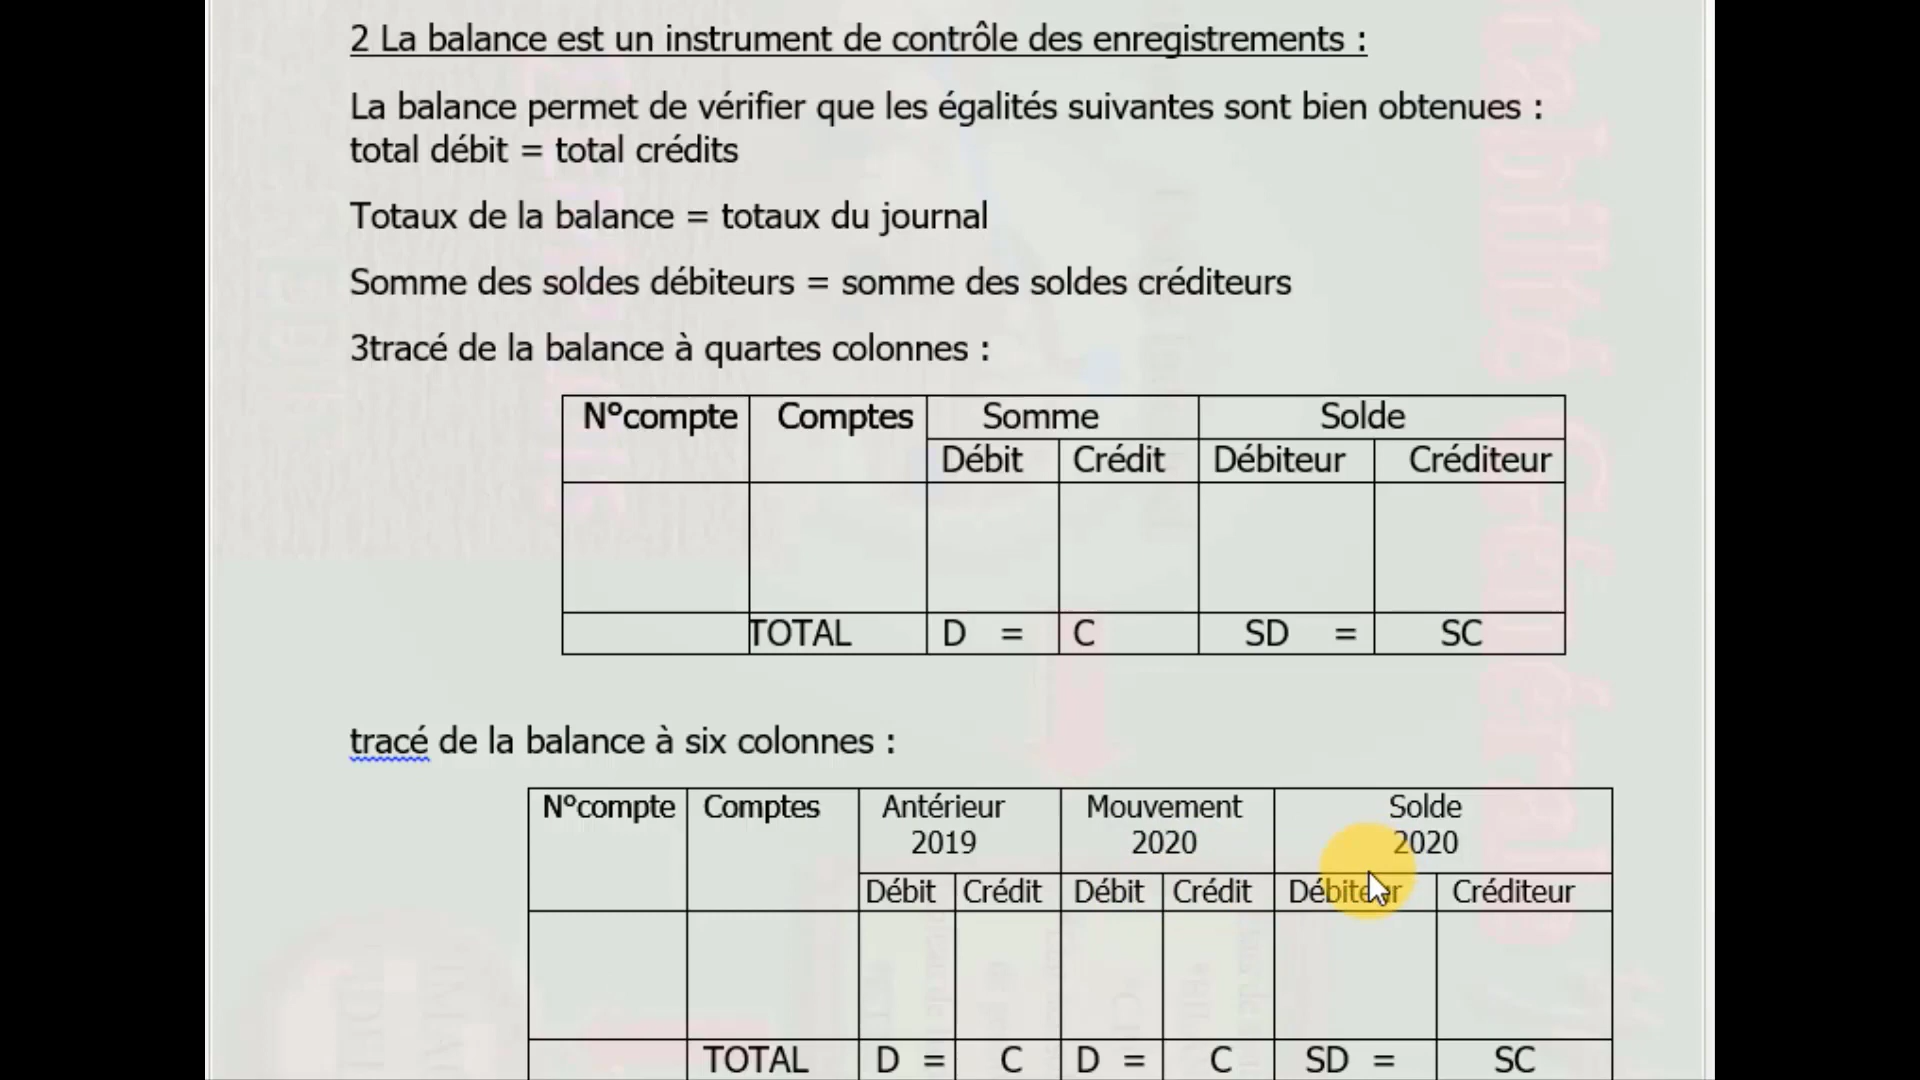 2 La balance est un instrument de contrôle des enregistrements :
La balance permet de vérifier que les égalités suivantes sont bien obtenues :
total débit = total crédits
Totaux de la balance = totaux du journal
Somme des soldes débiteurs = somme des soldes créditeurs
3tracé de la balance à quartes colonnes :
N°compte Comptes Somme Solde
Débit Crédit Débiteur Créditeur
TOTAL D = C SD = SC
tracé de la balance à six colonnes :
N°compte Comptes Antérieur Mouvement Solde
2019 2020 2020
Débit Crédit Débit Crédit Débiteur Créditeur
TOTAL D = C D = C SD = SC